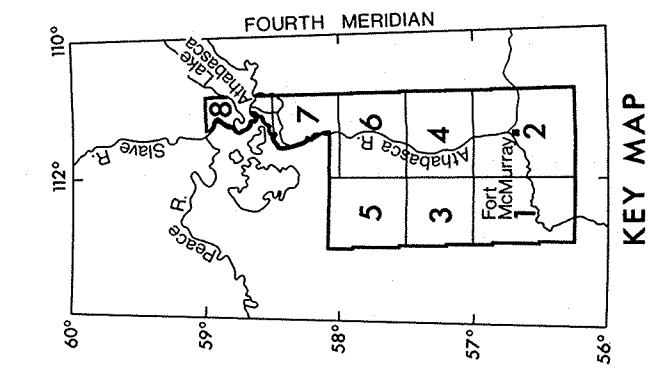 FOURTH MERIDIAN
110°
112°
Lake
Athabasca
Slave R.
Peace R.
8
7
6
5
4
3
2
1
Athabasca R.
Fort
McMurray
60°
59°
58°
57°
56°
KEY MAP